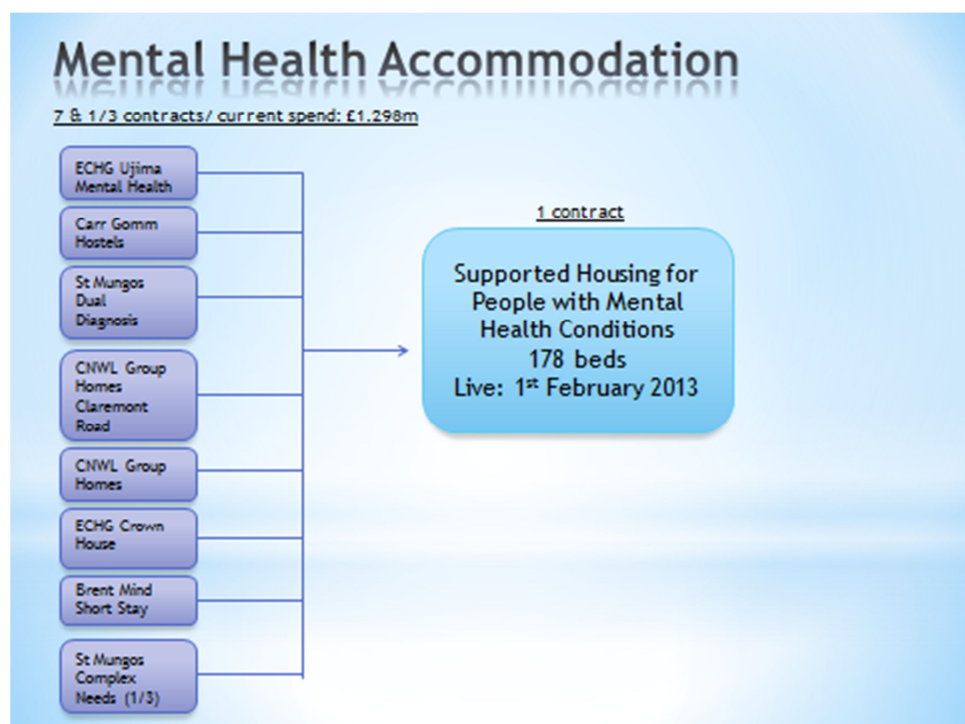 Mental Health Accommodation
7 & 1/3 contracts/ current spend: £1.298m
ECHG Ujima
Mental Health
Carr Gomm
Hostels
St Mungos
Dual
Diagnosis
CNWL Group
Homes
Claremont
Road
CNWL Group
Homes
ECHG Crown
House
Brent Mind
Short Stay
St Mungos
Complex
Needs (1/3)
1 contract
Supported Housing for
People with Mental
Health Conditions
178 beds
Live: 1st February 2013